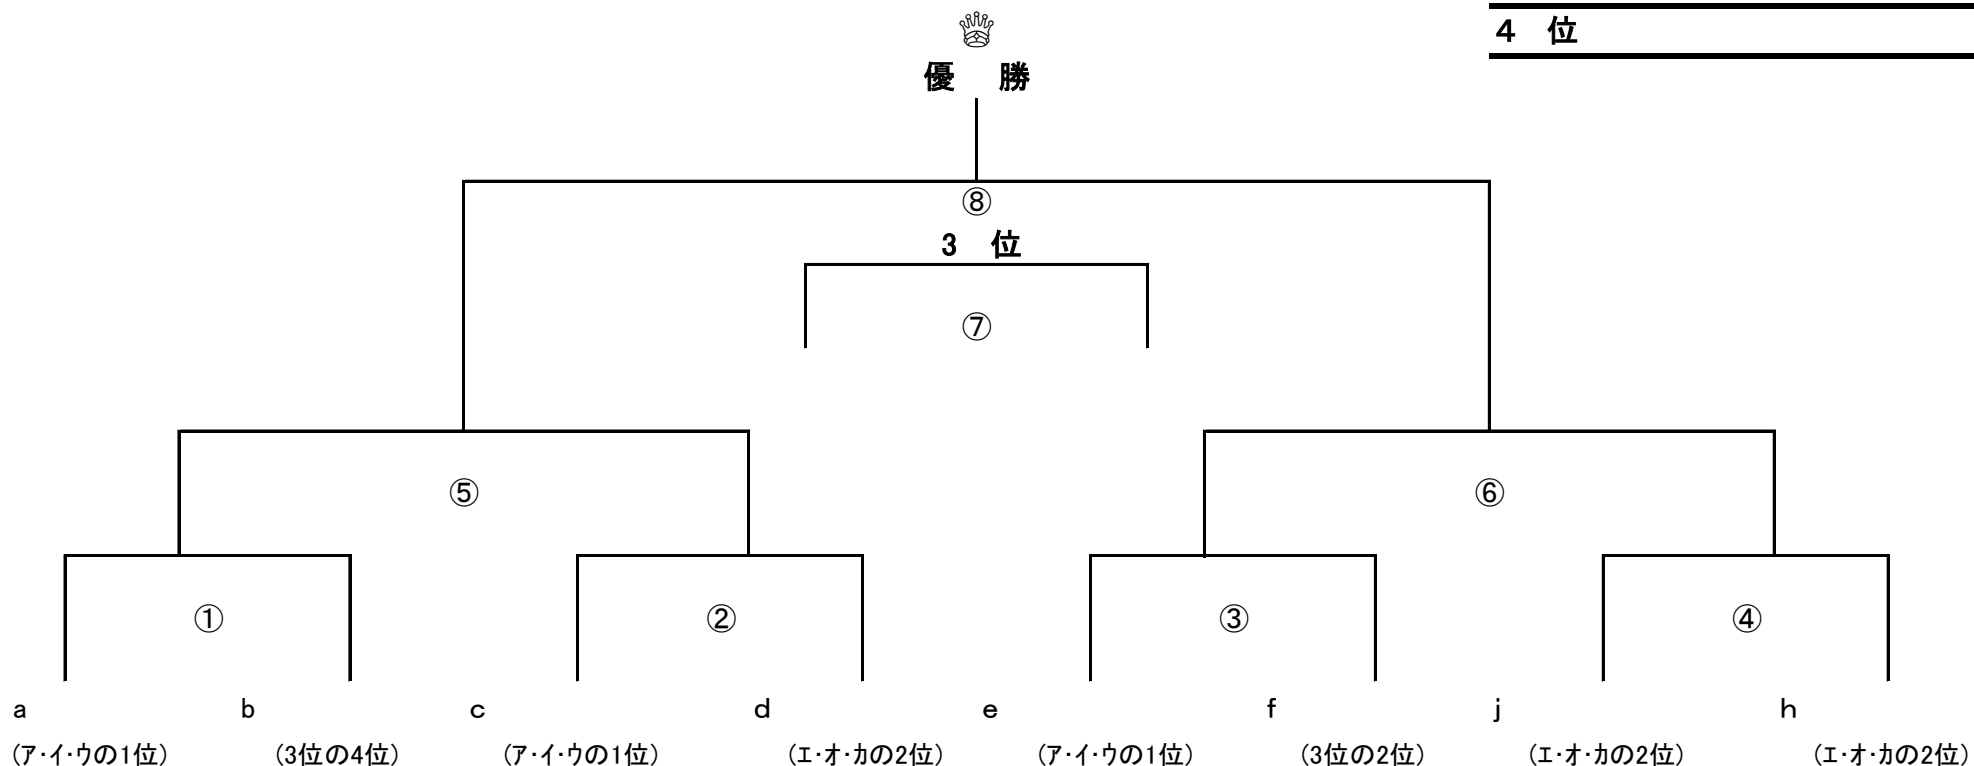 ４　位
優　勝
⑧
３　位
⑦
⑤ ⑥
① ② ③ ④
a b c d e f j h
(ｱ･ｲ･ｳの1位) (3位の4位) (ｱ･ｲ･ｳの1位) (ｴ･ｵ･ｶの2位) (ｱ･ｲ･ｳの1位) (3位の2位) (ｴ･ｵ･ｶの2位) (ｴ･ｵ･ｶの2位)